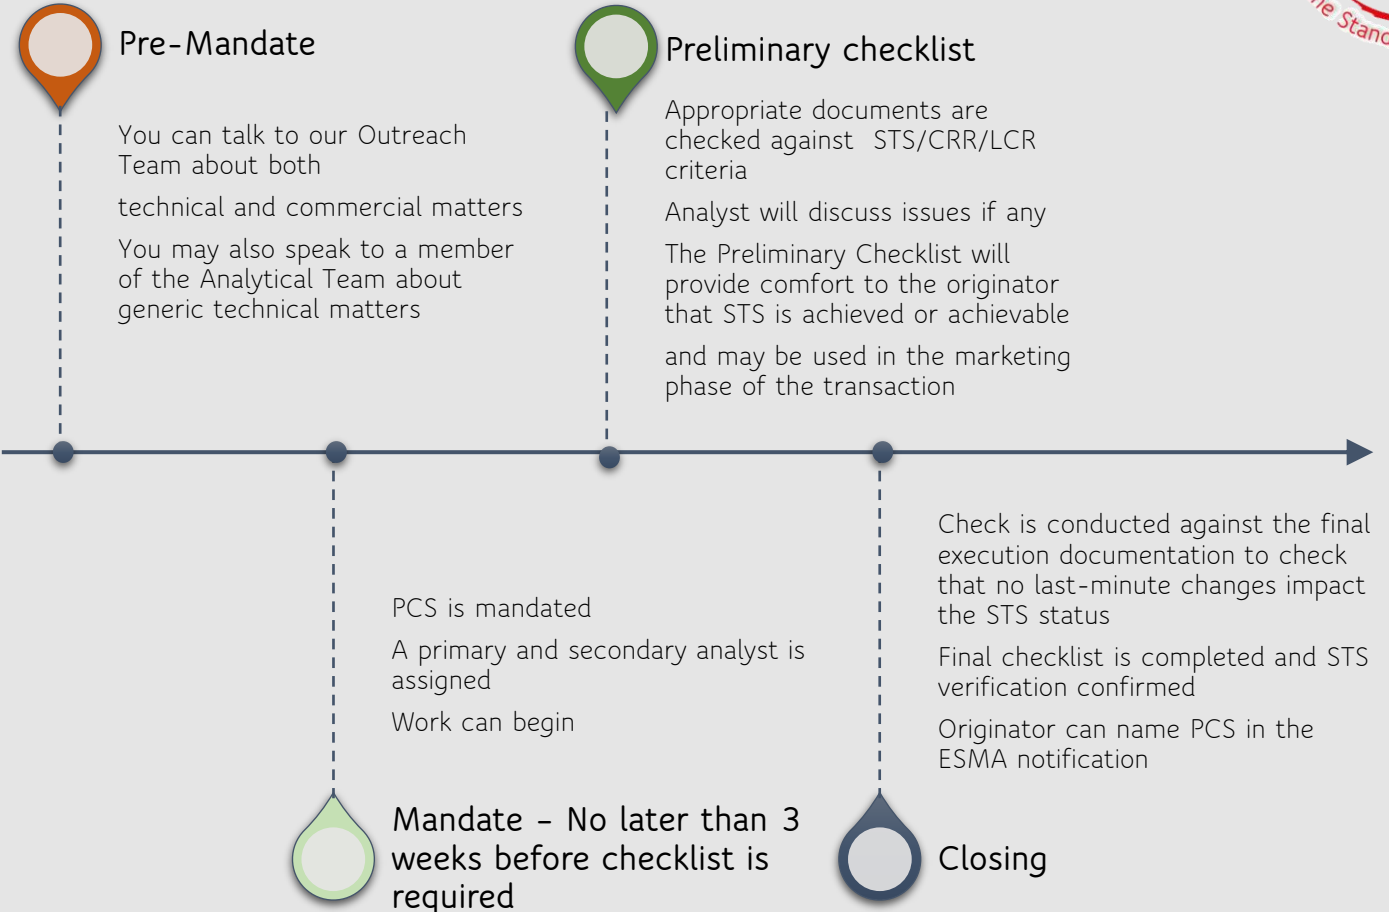 Pre-Mandate
You can talk to our Outreach
Team about both
technical and commercial matters
You may also speak to a member
of the Analytical Team about
generic technical matters
Preliminary checklist
Appropriate documents are
checked against STS/CRR/LCR
criteria
Analyst will discuss issues if any
The Preliminary Checklist will
provide comfort to the originator
that STS is achieved or achievable
and may be used in the marketing
phase of the transaction
PCS is mandated
A primary and secondary analyst is
assigned
Work can begin
Mandate – No later than 3
weeks before checklist is
required
Check is conducted against the final
execution documentation to check
that no last-minute changes impact
the STS status
Final checklist is completed and STS
verification confirmed
Originator can name PCS in the
ESMA notification
Closing